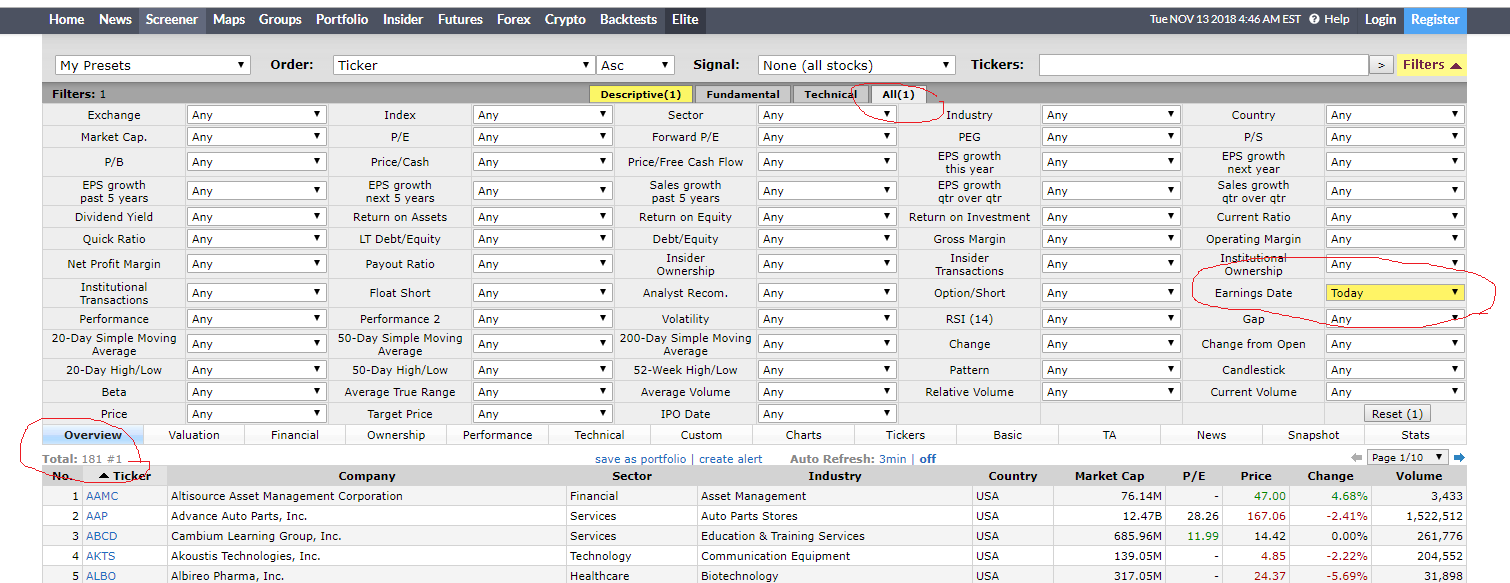 Home News Screener Maps Groups Portfolio Insider Futures Forex Crypto Backtests Elite Tue NOV 13 2018 4:46 AM EST ? Help Login Register
My Presets Order: Ticker Asc Signal: None (all stocks) Tickers: > Filters
Filters: 1 Descriptive(1) Fundamental Technical All(1)
Exchange Any Index Any Sector Any Industry Any Country Any
Market Cap. Any P/E Any Forward P/E Any PEG Any P/S Any
P/B Any Price/Cash Any Price/Free Cash Flow Any EPS growth this year Any EPS growth next year Any
EPS growth past 5 years Any EPS growth next 5 years Any Sales growth past 5 years Any EPS growth qtr over qtr Any Sales growth qtr over qtr Any
Dividend Yield Any Return on Assets Any Return on Equity Any Return on Investment Any Current Ratio Any
Quick Ratio Any LT Debt/Equity Any Debt/Equity Any Gross Margin Any Operating Margin Any
Net Profit Margin Any Payout Ratio Any Insider Ownership Any Insider Transactions Any Institutional Ownership Any
Institutional Transactions Any Float Short Any Analyst Recom. Any Option/Short Any Earnings Date Today
Performance Any Performance 2 Any Volatility Any RSI (14) Any Gap Any
20-Day Simple Moving Average Any 50-Day Simple Moving Average Any 200-Day Simple Moving Average Any Change Any Change from Open Any
20-Day High/Low Any 50-Day High/Low Any 52-Week High/Low Any Pattern Any Candlestick Any
Beta Any Average True Range Any Average Volume Any Relative Volume Any Current Volume Any
Price Any Target Price Any IPO Date Any Reset (1)
Overview Valuation Financial Ownership Performance Technical Custom Charts Tickers Basic TA News Snapshot Stats
Total: 181 #1 save as portfolio | create alert Auto Refresh: 3min | off Page 1/10
No. Ticker Company Sector Industry Country Market Cap P/E Price Change Volume
1 AAMC Altisource Asset Management Corporation Financial Asset Management USA 76.14M - 47.00 4.68% 3,433
2 AAP Advance Auto Parts, Inc. Services Auto Parts Stores USA 12.47B 28.26 167.06 -2.41% 1,522,512
3 ABCD Cambium Learning Group, Inc. Services Education & Training Services USA 685.96M 11.99 14.42 0.00% 261,776
4 AKTS Akoustis Technologies, Inc. Technology Communication Equipment USA 139.05M - 4.85 -2.22% 204,552
5 ALBO Albireo Pharma, Inc. Healthcare Biotechnology USA 317.05M - 24.37 -5.69% 31,898